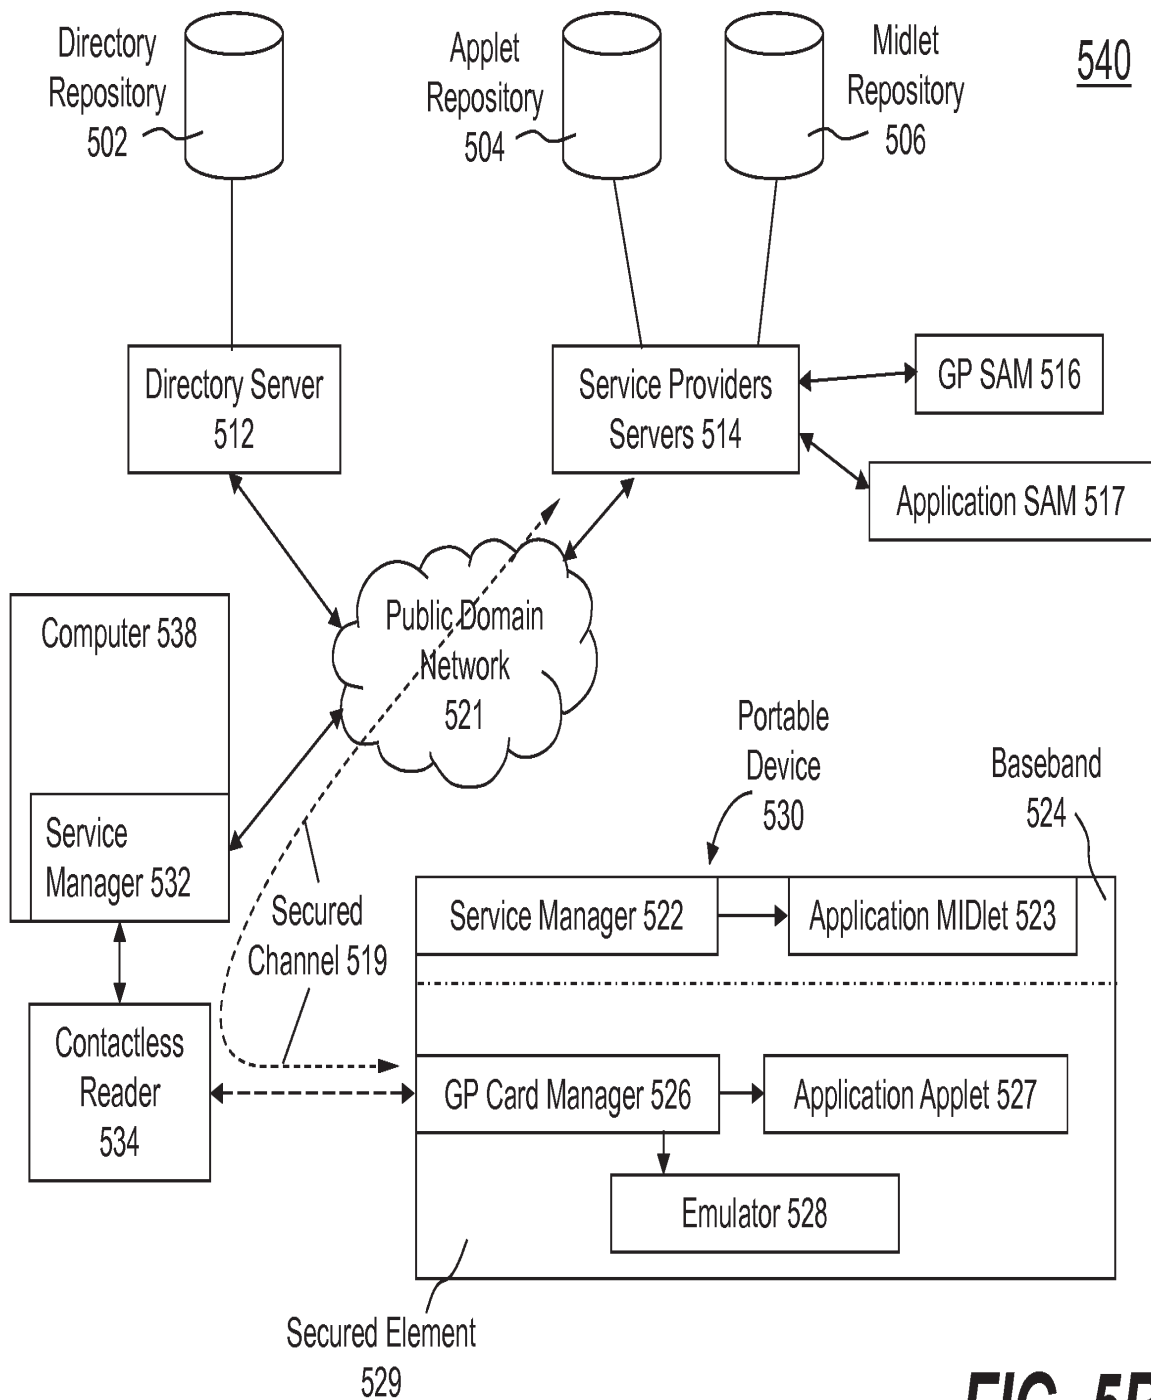 Directory
Repository
502
Applet
Repository
504
Midlet
Repository
506
540
Directory Server
512
Service Providers
Servers 514
GP SAM 516
Application SAM 517
Computer 538
Public Domain
Network
521
Portable
Device
530
Baseband
524
Service
Manager 532
Secured
Channel 519
Service Manager 522
Application MIDlet 523
Contactless
Reader
534
GP Card Manager 526
Application Applet 527
Emulator 528
Secured Element
529
FIG. 5B